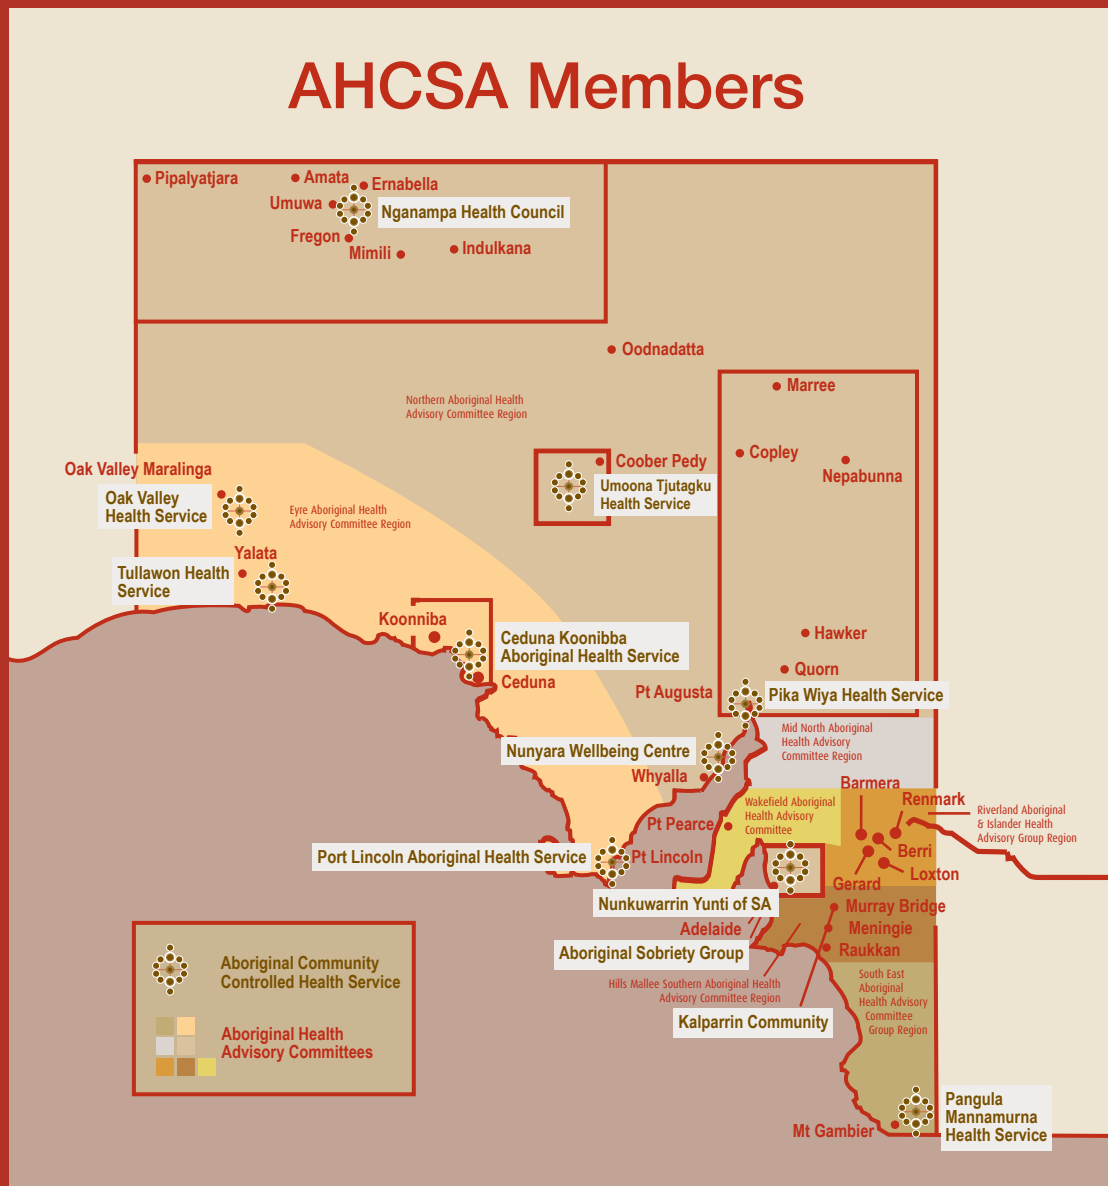 AHCSA Members
Pipalyatjara
Amata
Ernabella
Umuwa
Nganampa Health Council
Fregon
Mimili
Indulkana
Oodnadatta
Marree
Northern Aboriginal Health
Advisory Committee Region
Copley
Nepabunna
Coober Pedy
Umoona Tjutagku
Health Service
Oak Valley Maralinga
Oak Valley
Health Service
Eyre Aboriginal Health
Advisory Committee Region
Yalata
Tullawon Health
Service
Koonniba
Ceduna Koonibba
Aboriginal Health Service
Ceduna
Hawker
Quorn
Pt Augusta
Pika Wiya Health Service
Mid North Aboriginal
Health Advisory
Committee Region
Nunyara Wellbeing Centre
Whyalla
Barmera
Renmark
Wakefield Aboriginal
Health Advisory
Committee
Riverland Aboriginal
& Islander Health
Advisory Group Region
Pt Pearce
Berri
Port Lincoln Aboriginal Health Service
Pt Lincoln
Loxton
Gerard
Nunkuwarrin Yunti of SA
Murray Bridge
Adelaide
Meningie
Aboriginal Sobriety Group
Raukkan
Hills Mallee Southern Aboriginal Health
Advisory Committee Region
South East
Aboriginal
Health Advisory
Committee
Group Region
Kalparrin Community
Aboriginal Community
Controlled Health Service
Aboriginal Health
Advisory Committees
Pangula
Mannamurna
Health Service
Mt Gambier